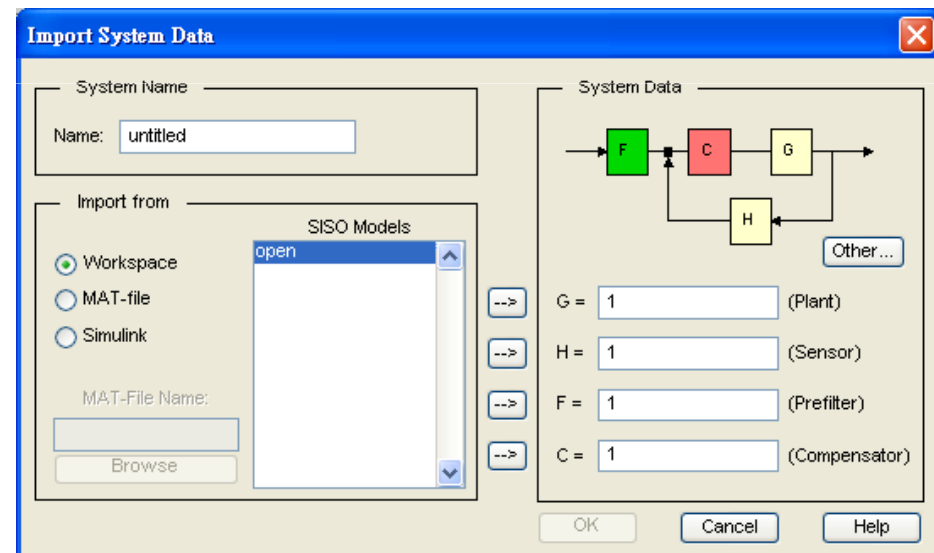 Import System Data
System Name
Name: untitled
Import from
SISO Models
Workspace
MAT-file
Simulink
open
MAT-File Name:
Browse
-->
-->
-->
-->
System Data
F
C
G
H
Other...
G = 1 (Plant)
H = 1 (Sensor)
F = 1 (Prefilter)
C = 1 (Compensator)
OK
Cancel
Help